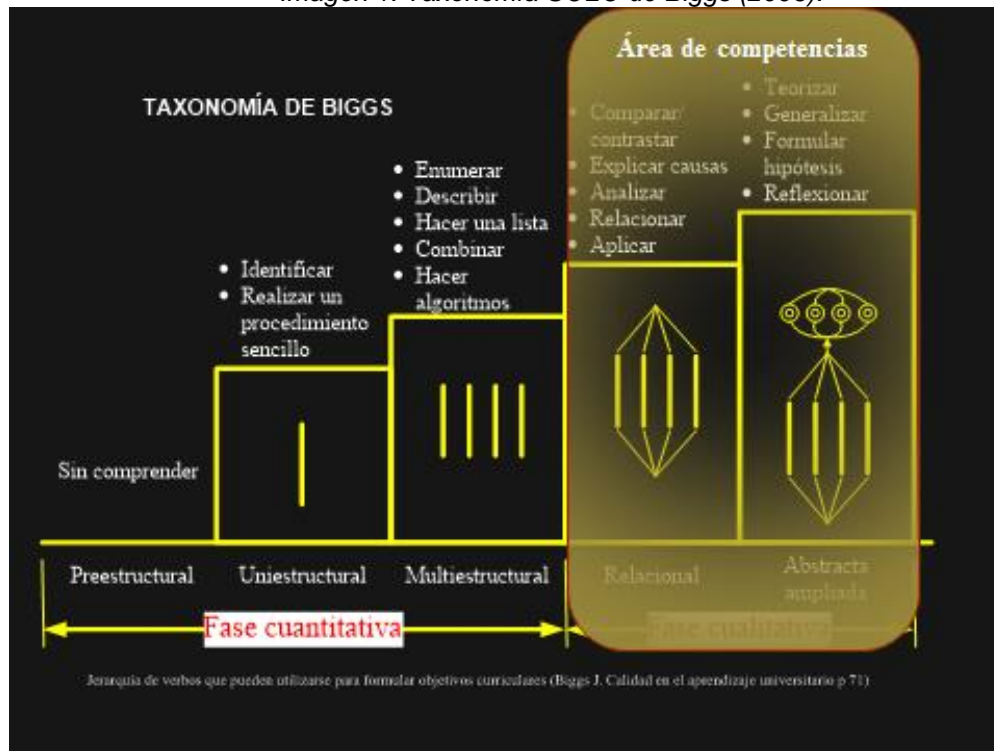 Imagen 1. Taxonomía SOLO de Biggs (2005).
Área de competencias
TAXONOMÍA DE BIGGS
• Identificar
• Realizar un
procedimiento
sencillo
• Enumerar
• Describir
• Hacer una lista
• Combinar
• Hacer
algoritmos
• Comparar/
contrastar
• Explicar causas
• Analizar
• Relacionar
• Aplicar
• Teorizar
• Generalizar
• Formular
hipótesis
• Reflexionar
Sin comprender
Preestructural
Uniestructural
Multiestructural
Relacional
Abstracta
ampliada
Fase cuantitativa
Fase cualitativa
Jerarquía de verbos que pueden utilizarse para formular objetivos curriculares (Biggs J. Calidad en el aprendizaje universitario p 71)